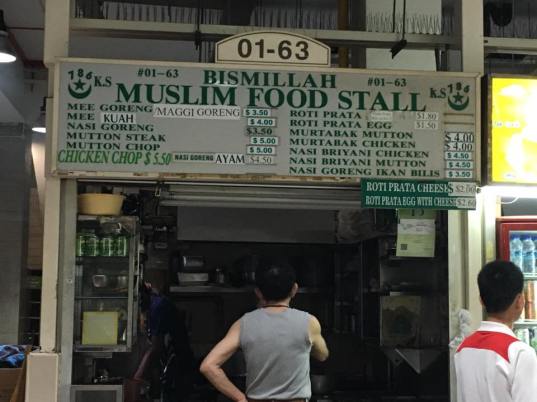 01-63
186 K.S #01-63 BISMILLAH #01-63 K.S 186
MUSLIM FOOD STALL
MEE GORENG MAGGI GORENG $3.50
MEE KUAH $4.00
NASI GORENG $3.50
MUTTON STEAK $5.00
MUTTON CHOP $5.00
CHICKEN CHOP $5.50 NASI GORENG AYAM $4.50
ROTI PRATA $1.80
ROTI PRATA EGG $1.50
MURTABAK MUTTON $4.00
MURTABAK CHICKEN $4.00
NASI BRIYANI CHICKEN $4.50
NASI BRIYANI MUTTON $4.50
NASI GORENG IKAN BILIS $4.50
ROTI PRATA CHEESE $2.00
ROTI PRATA EGG WITH CHEESE $2.60